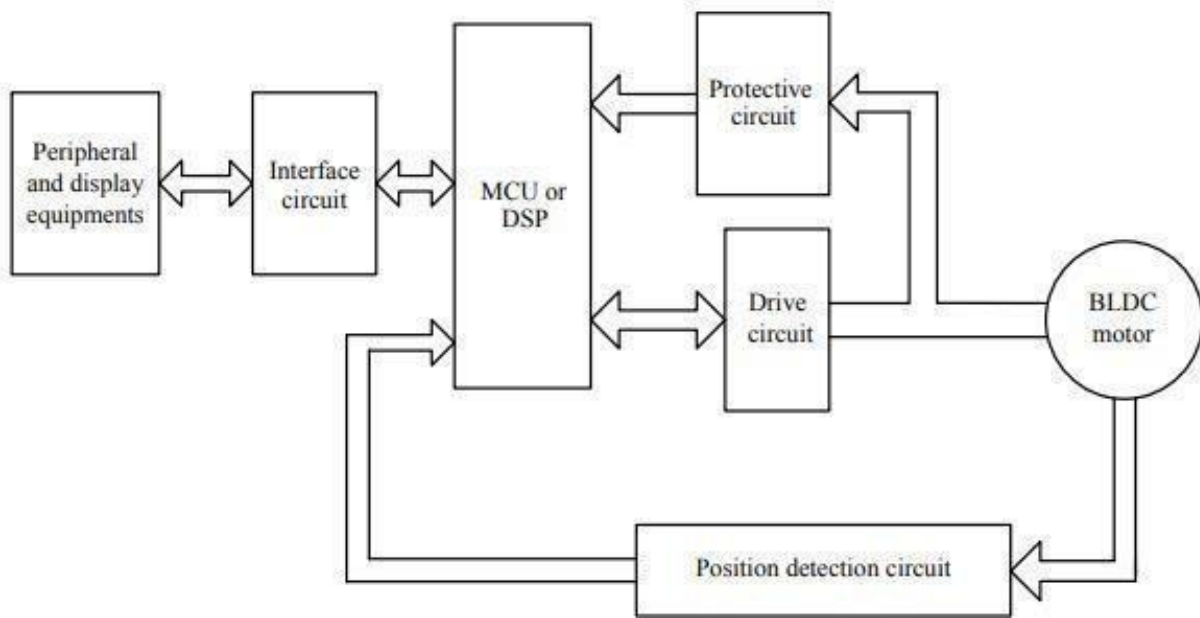 Peripheral
and display
equipments
Interface
circuit
MCU or
DSP
Protective
circuit
Drive
circuit
BLDC
motor
Position detection circuit